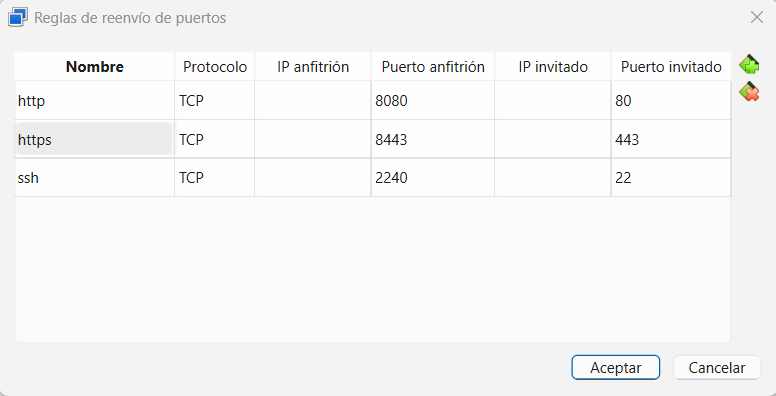 Reglas de reenvío de puertos
Nombre Protocolo IP anfitrión Puerto anfitrión IP invitado Puerto invitado
http TCP 8080 80
https TCP 8443 443
ssh TCP 2240 22
Aceptar Cancelar